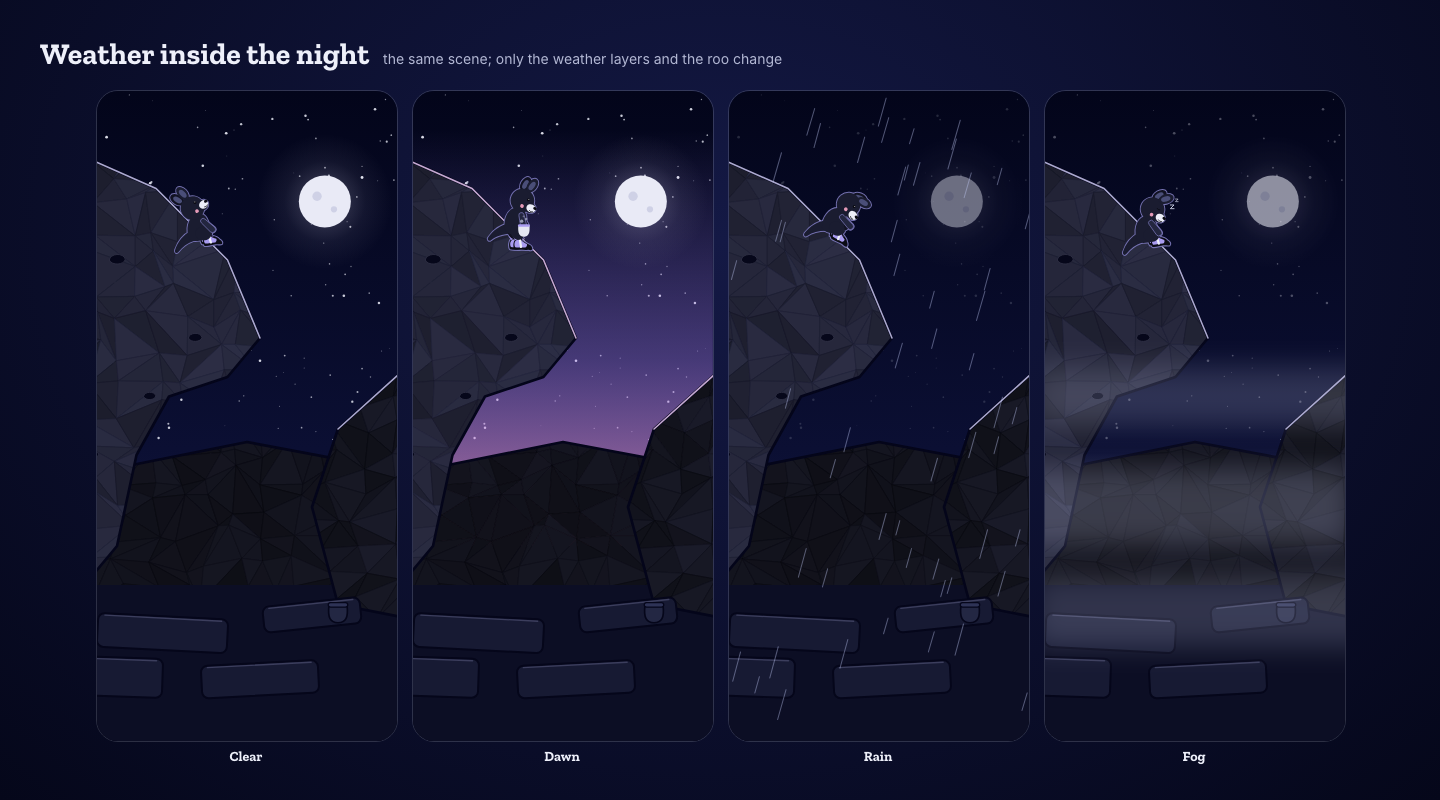 Weather inside the night the same scene; only the weather layers and the roo change
z z
Clear Dawn Rain Fog